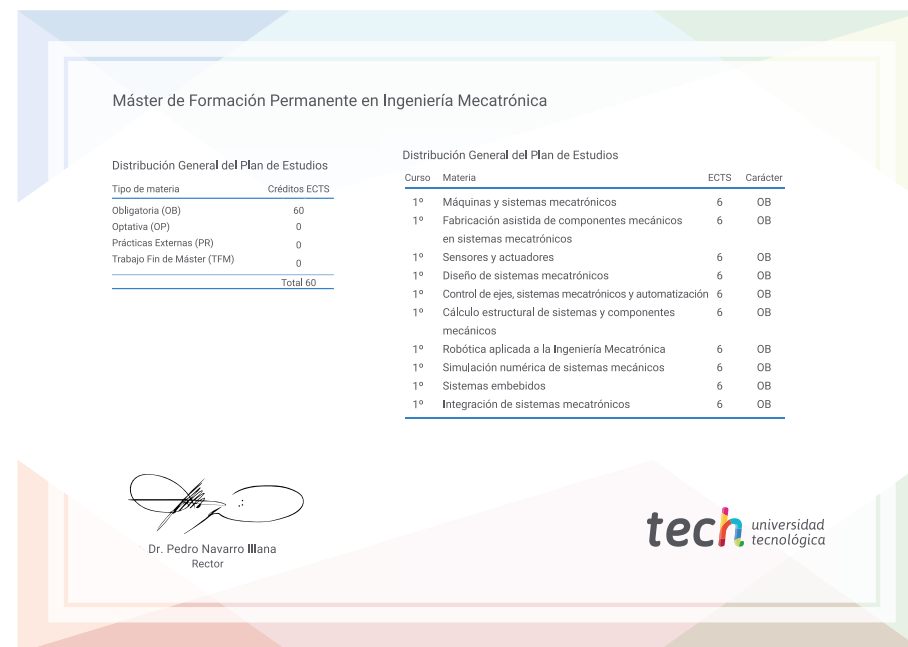 Máster de Formación Permanente en Ingeniería Mecatrónica
Distribución General del Plan de Estudios
Tipo de materia Créditos ECTS
Obligatoria (OB) 60
Optativa (OP) 0
Prácticas Externas (PR) 0
Trabajo Fin de Máster (TFM) 0
Total 60
Distribución General del Plan de Estudios
Curso Materia ECTS Carácter
1º Máquinas y sistemas mecatrónicos 6 OB
1º Fabricación asistida de componentes mecánicos 6 OB
en sistemas mecatrónicos
1º Sensores y actuadores 6 OB
1º Diseño de sistemas mecatrónicos 6 OB
1º Control de ejes, sistemas mecatrónicos y automatización 6 OB
1º Cálculo estructural de sistemas y componentes 6 OB
mecánicos
1º Robótica aplicada a la Ingeniería Mecatrónica 6 OB
1º Simulación numérica de sistemas mecánicos 6 OB
1º Sistemas embebidos 6 OB
1º Integración de sistemas mecatrónicos 6 OB
Dr. Pedro Navarro Illana
Rector
tech universidad
tecnológica